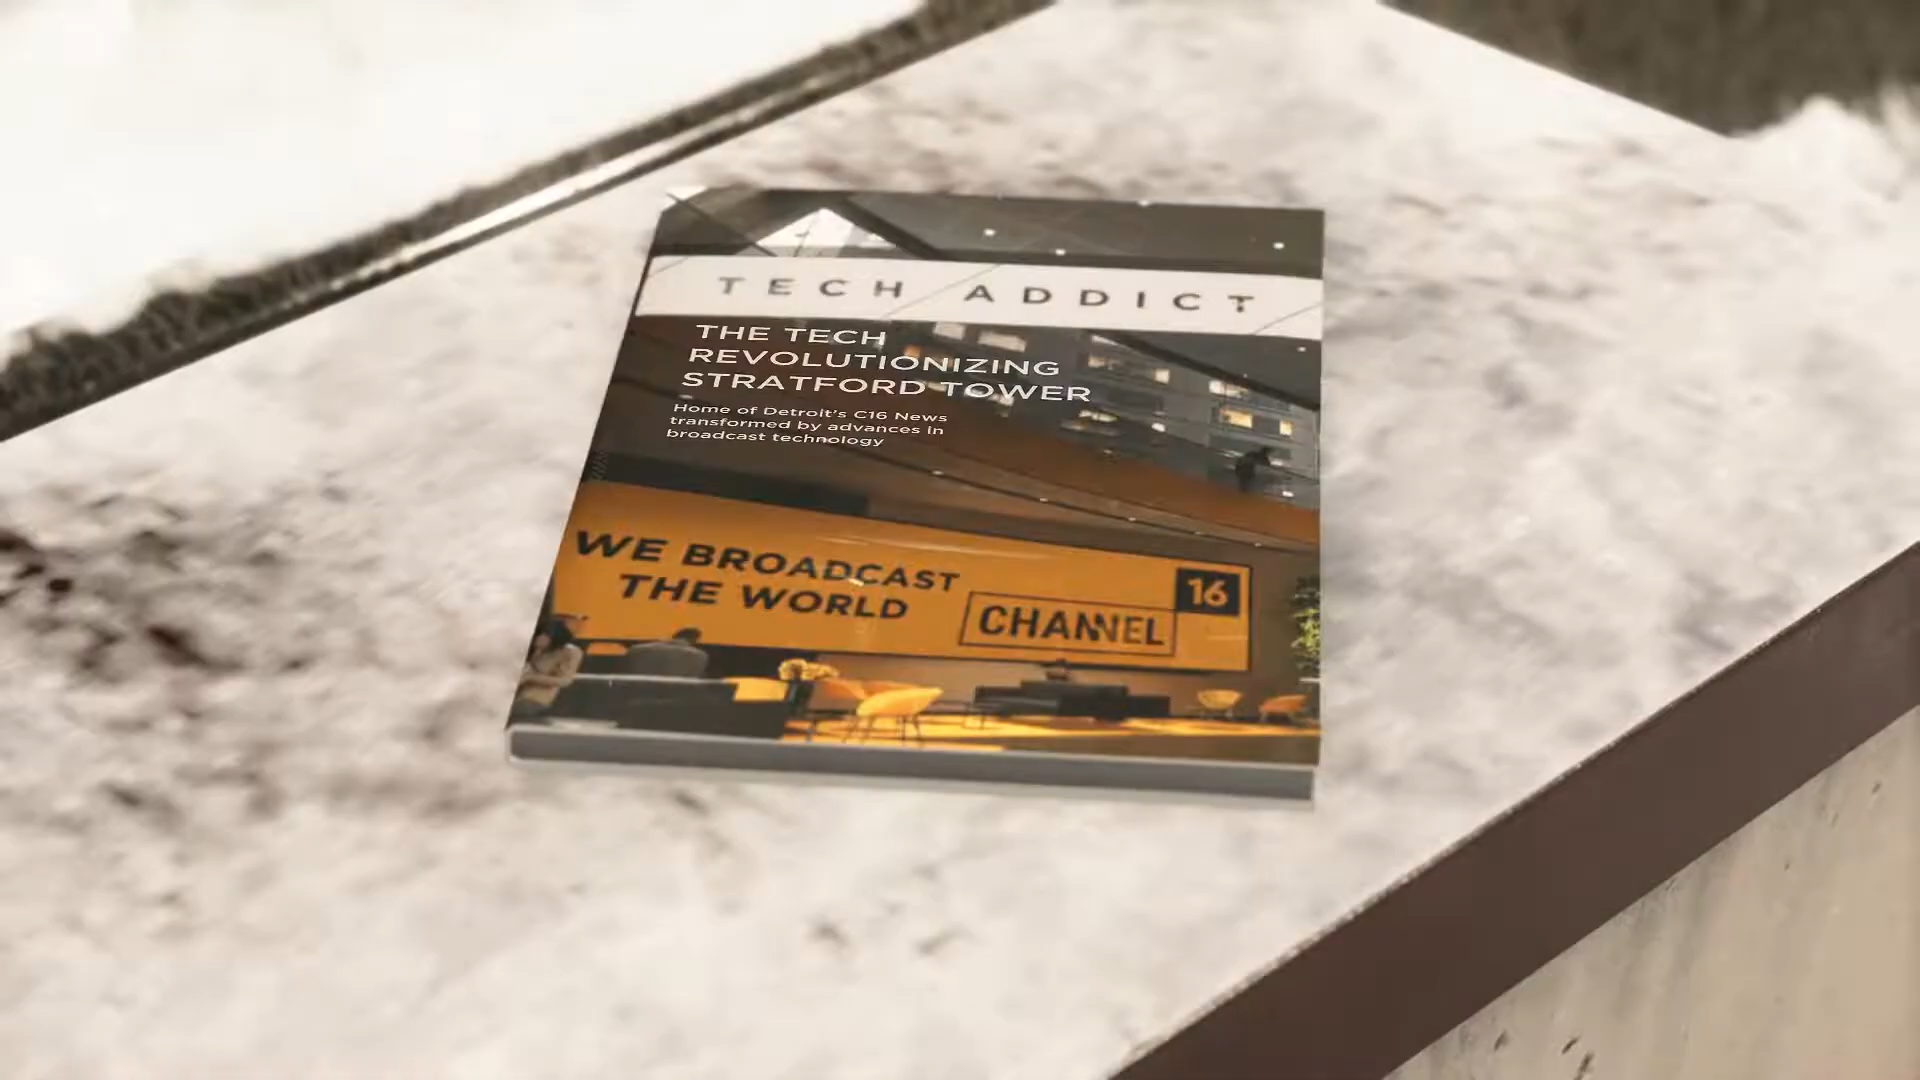 TECH ADDICT
THE TECH
REVOLUTIONIZING
STRATFORD TOWER
Home of Detroit's C16 News
transformed by advances in
broadcast technology
WE BROADCAST
THE WORLD
CHANNEL
16